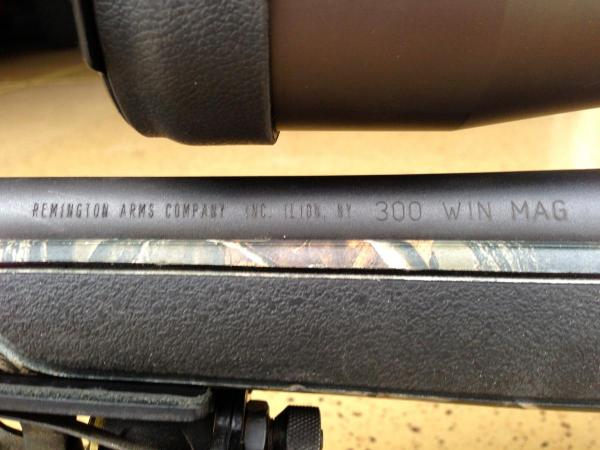 REMINGTON ARMS COMPANY INC. ILION, NY 300 WIN MAG